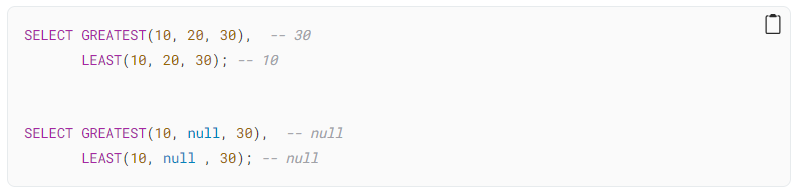 SELECT GREATEST(10, 20, 30),  -- 30
       LEAST(10, 20, 30); -- 10
SELECT GREATEST(10, null, 30),  -- null
       LEAST(10, null , 30); -- null